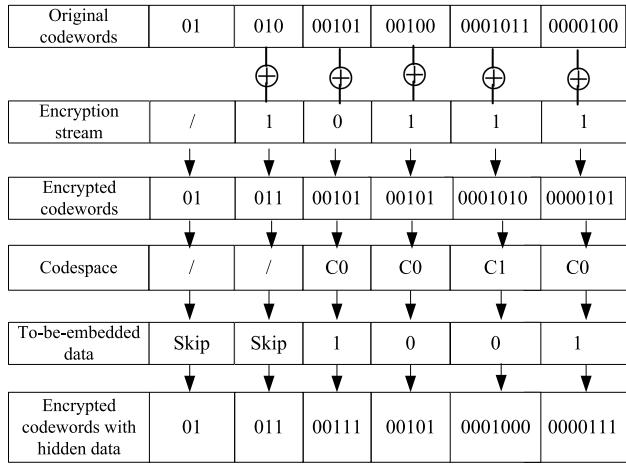 Original codewords 01 010 00101 00100 0001011 0000100
Encryption stream / 1 0 1 1 1
Encrypted codewords 01 011 00101 00101 0001010 0000101
Codespace / / C0 C0 C1 C0
To-be-embedded data Skip Skip 1 0 0 1
Encrypted codewords with hidden data 01 011 00111 00101 0001000 0000111